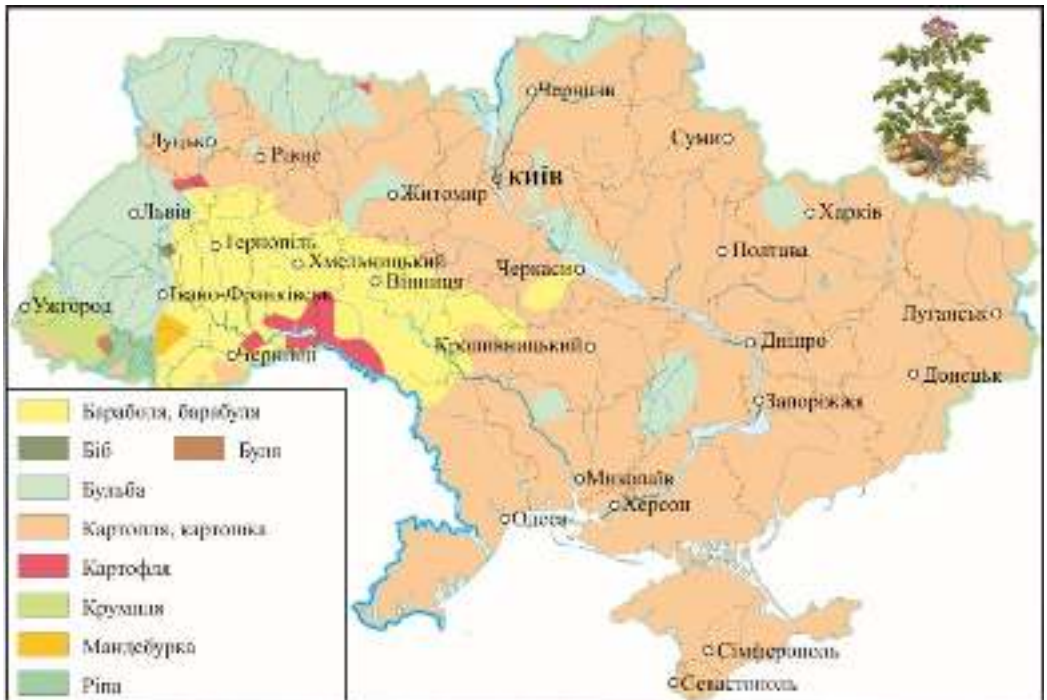 Чернігів
Суми
Луцьк
Рівне
КИЇВ
Житомир
Львів
Харків
Тернопіль
Хмельницький
Полтава
Вінниця
Черкаси
Івано-Франківськ
Ужгород
Луганськ
Кропивницький
Дніпро
Чернівці
Донецьк
Запоріжжя
Бараболя, барабуля
Біб
Буля
Бульба
Миколаїв
Херсон
Одеса
Картопля, картошка
Картофля
Крумпля
Мандебурка
Сімферополь
Ріпа
Севастополь